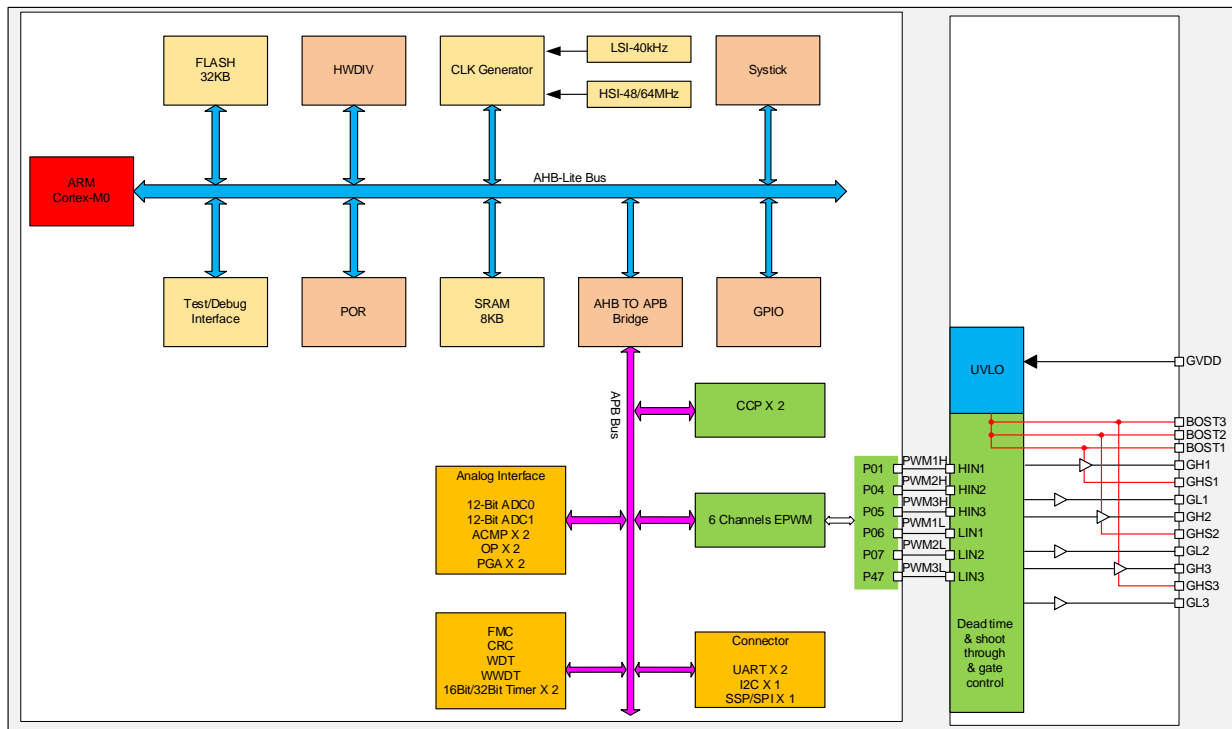 FLASH
32KB
HWDIV
CLK Generator
LSI-40kHz
HSI-48/64MHz
Systick
ARM
Cortex-M0
AHB-Lite Bus
Test/Debug
Interface
POR
SRAM
8KB
AHB TO APB
Bridge
GPIO
APB Bus
CCP X 2
Analog Interface
12-Bit ADC0
12-Bit ADC1
ACMP X 2
OP X 2
PGA X 2
6 Channels EPWM
FMC
CRC
WDT
WWDT
16Bit/32Bit Timer X 2
Connector
UART X 2
I2C X 1
SSP/SPI X 1
P01
P04
P05
P06
P07
P47
PWM1H
PWM2H
PWM3H
PWM1L
PWM2L
PWM3L
UVLO
HIN1
HIN2
HIN3
LIN1
LIN2
LIN3
Dead time
& shoot
through
& gate
control
GVDD
BOST3
BOST2
BOST1
GH1
GHS1
GL1
GH2
GHS2
GL2
GH3
GHS3
GL3